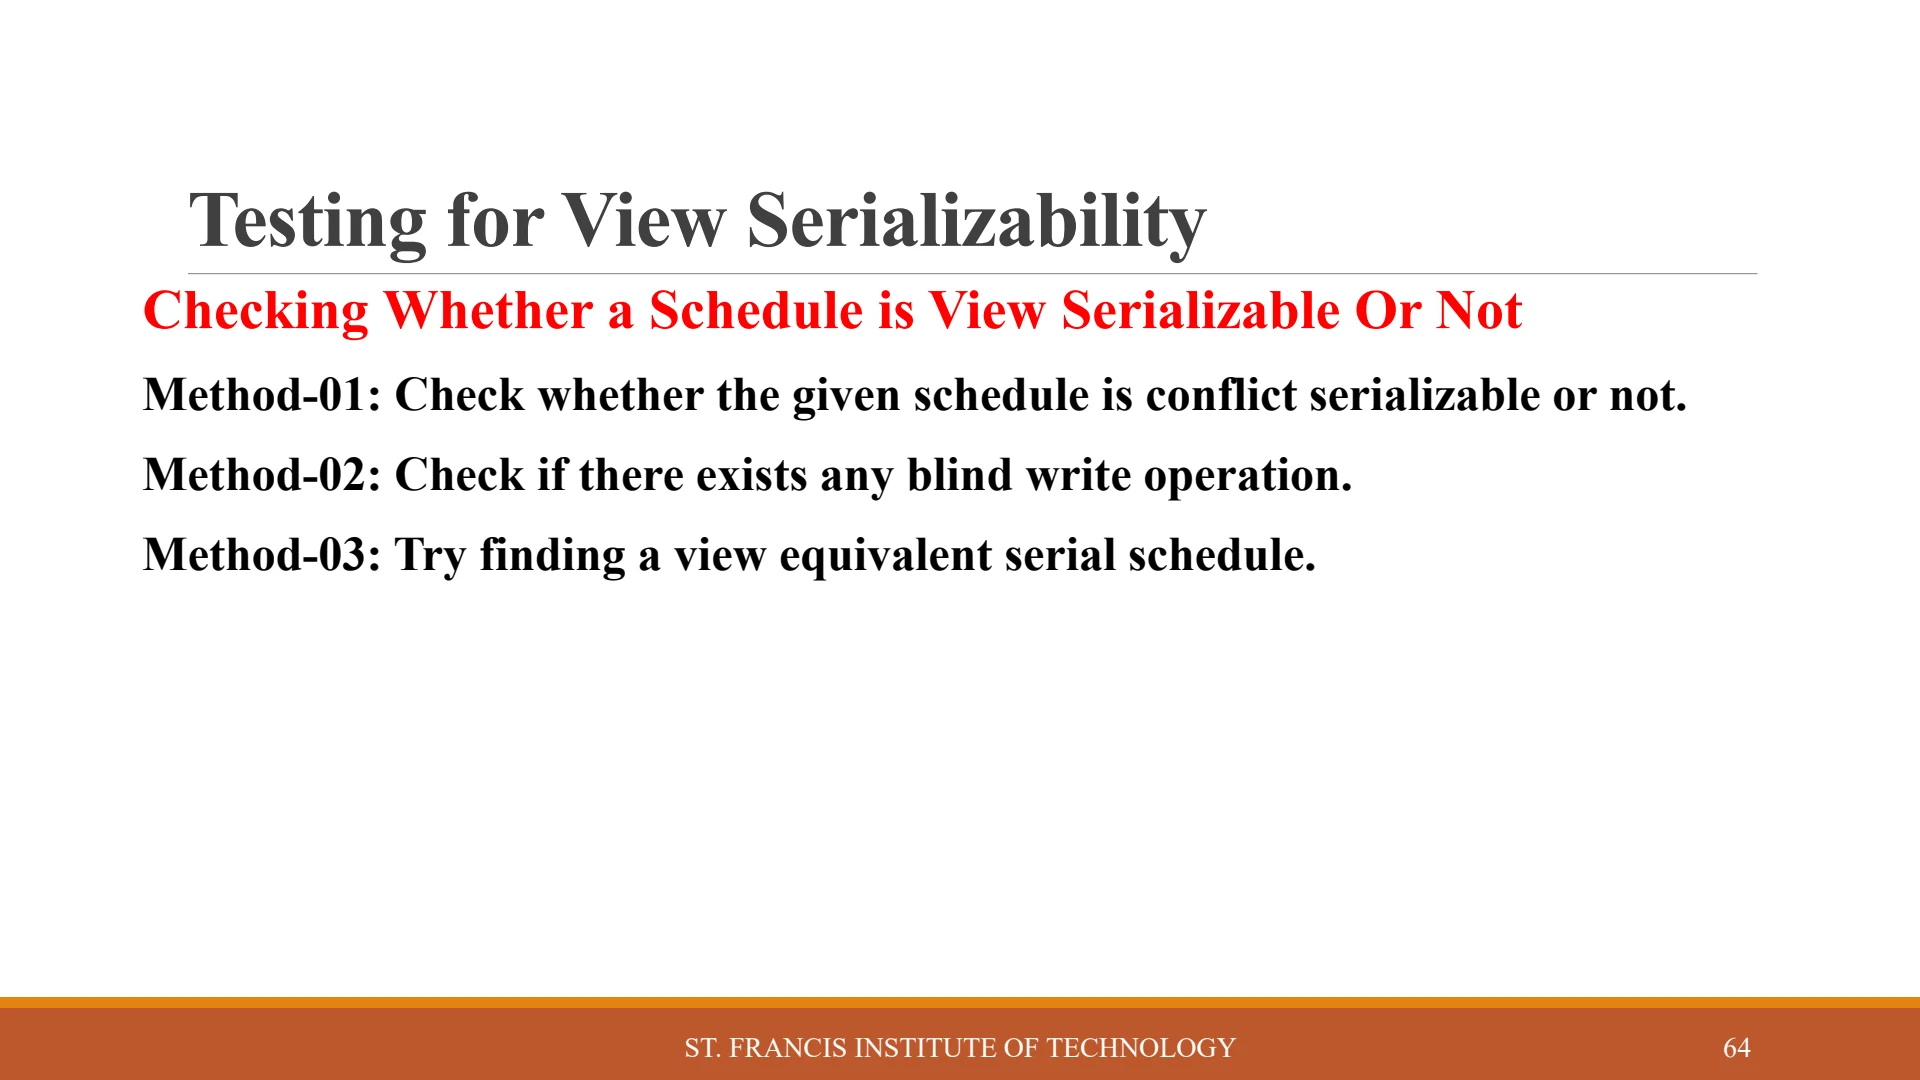 Testing for View Serializability
Checking Whether a Schedule is View Serializable Or Not
Method-01: Check whether the given schedule is conflict serializable or not.
Method-02: Check if there exists any blind write operation.
Method-03: Try finding a view equivalent serial schedule.
ST. FRANCIS INSTITUTE OF TECHNOLOGY
64